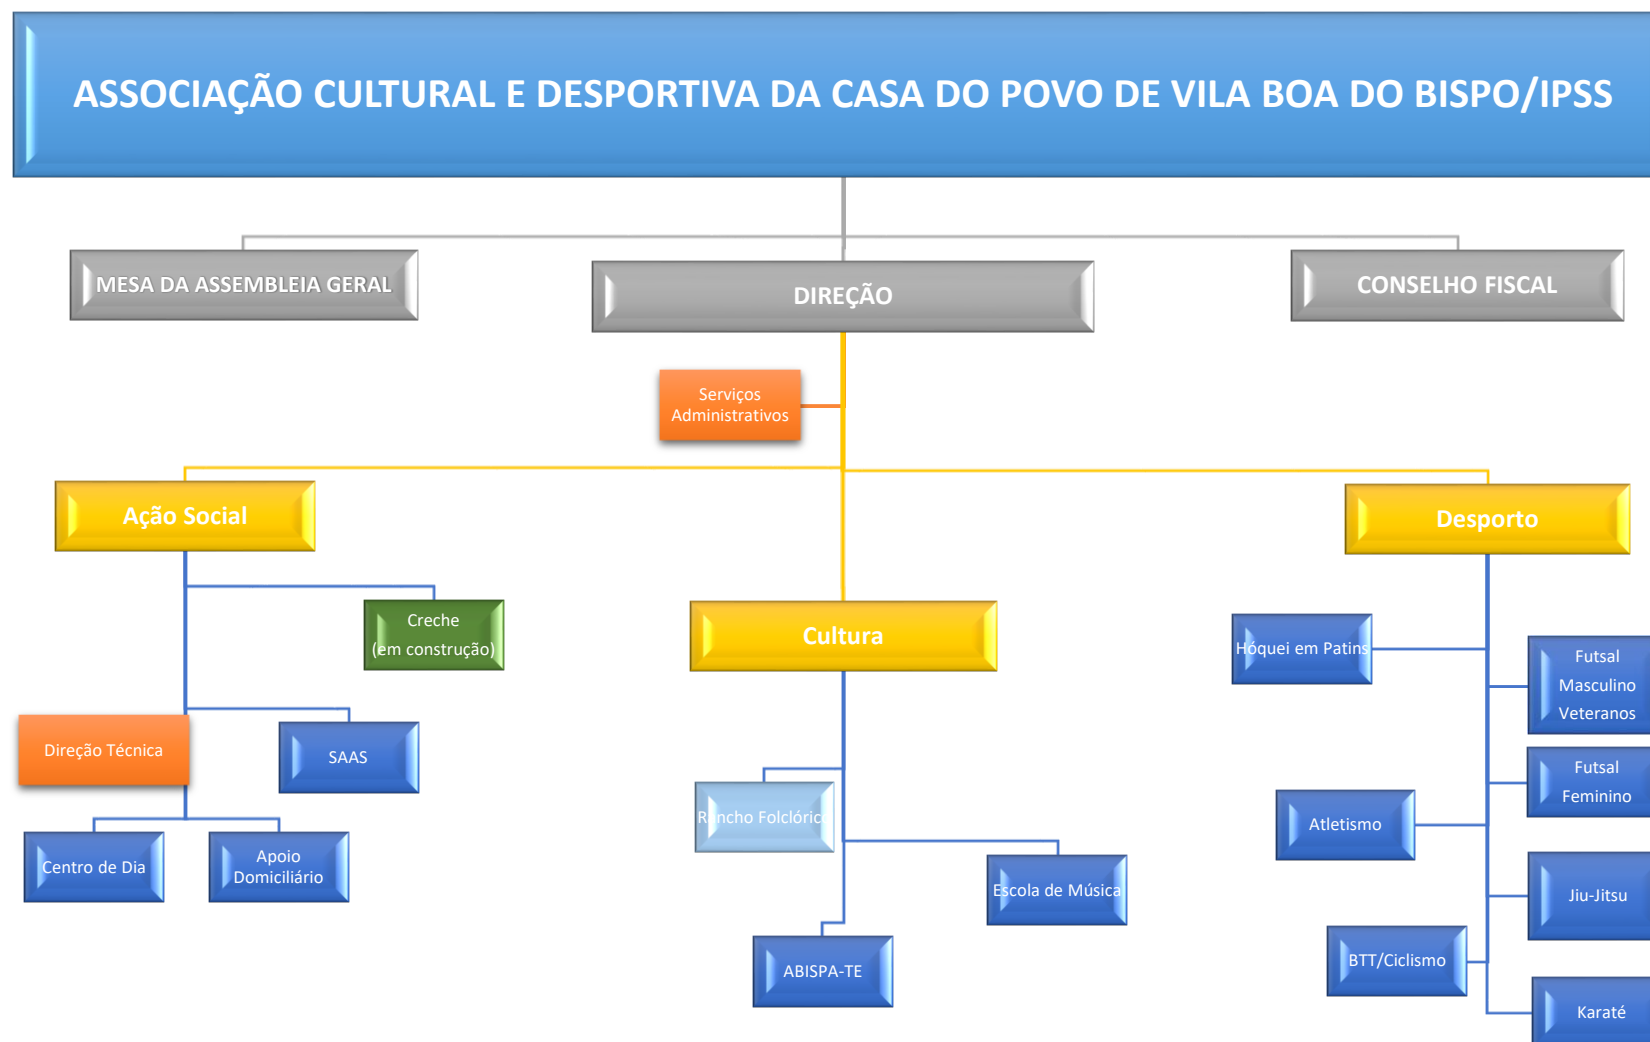 ASSOCIAÇÃO CULTURAL E DESPORTIVA DA CASA DO POVO DE VILA BOA DO BISPO/IPSS
MESA DA ASSEMBLEIA GERAL
DIREÇÃO
CONSELHO FISCAL
Serviços
Administrativos
Ação Social
Creche
(em construção)
SAAS
Direção Técnica
Centro de Dia
Apoio
Domiciliário
Cultura
Rancho Folclóric
Escola de Música
ABISPA-TE
Desporto
Hóquei em Patins
Futsal
Masculino
Veteranos
Futsal
Feminino
Atletismo
Jiu-Jitsu
BTT/Ciclismo
Karaté